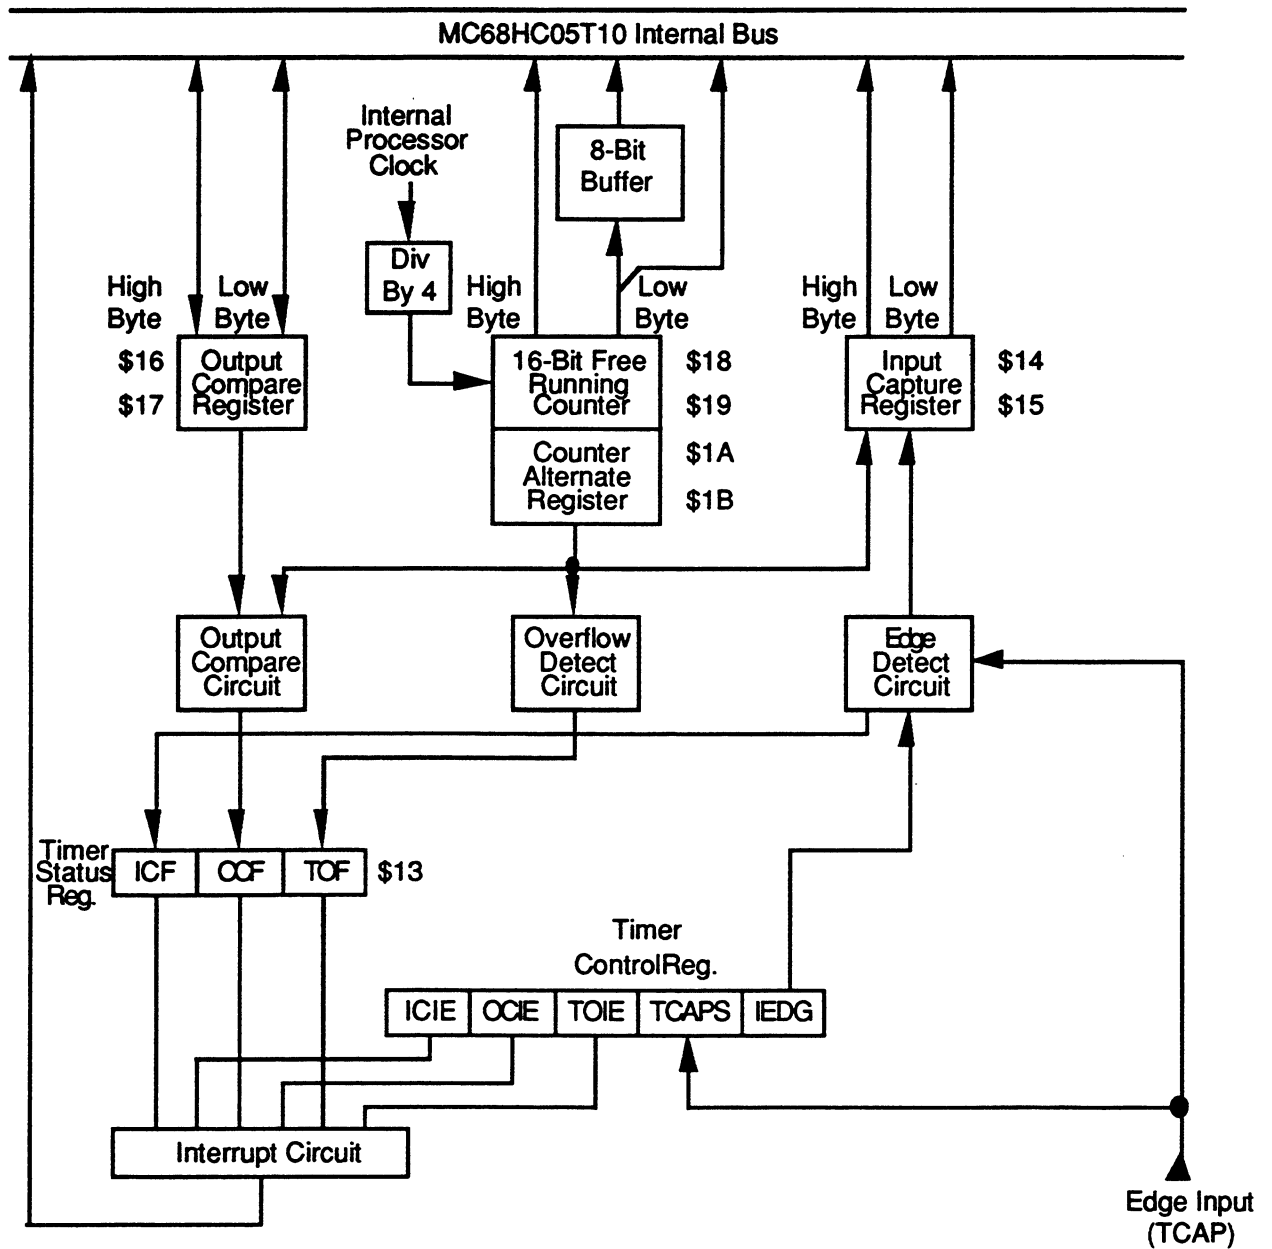 MC68HC05T10 Internal Bus
Internal
Processor
Clock
8-Bit
Buffer
Div
By 4
High
Byte
Low
Byte
High
Byte
Low
Byte
High
Byte
Low
Byte
$16
$17
Output
Compare
Register
16-Bit Free
Running
Counter
$18
$19
Counter
Alternate
Register
$1A
$1B
Input
Capture
Register
$14
$15
Output
Compare
Circuit
Overflow
Detect
Circuit
Edge
Detect
Circuit
Timer
Status
Reg.
ICF
OCF
TOF
$13
Timer
ControlReg.
ICIE
OCIE
TOIE
TCAPS
IEDG
Interrupt Circuit
Edge Input
(TCAP)